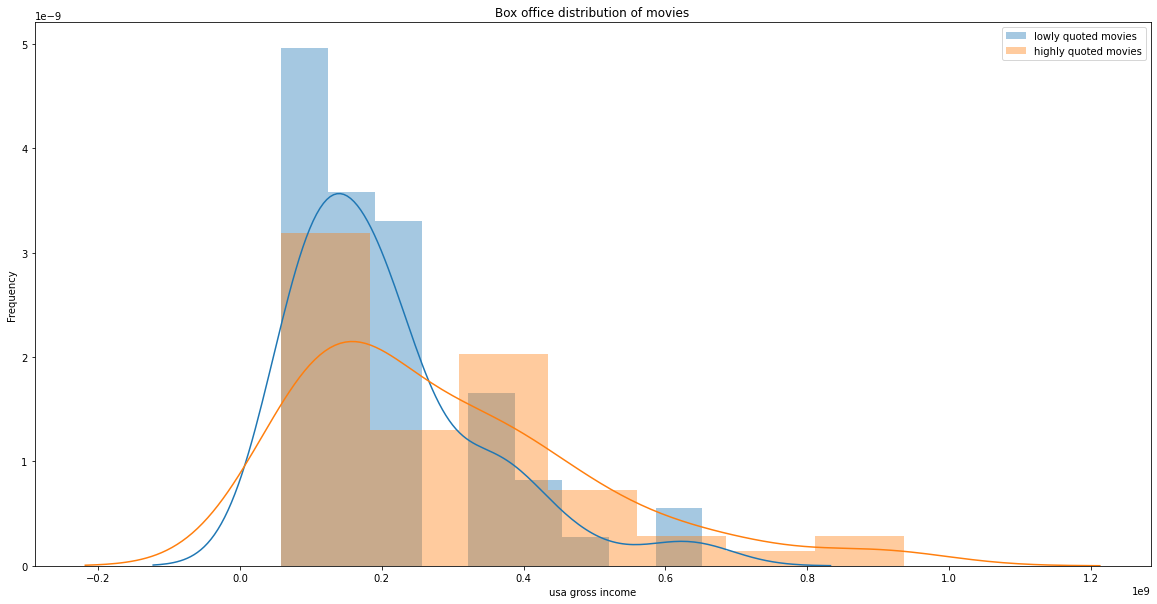 Box office distribution of movies
1e−9
lowly quoted movies
highly quoted movies
5
4
3
2
1
0
Frequency
−0.2
0.0
0.2
0.4
0.6
0.8
1.0
1.2
usa gross income
1e9